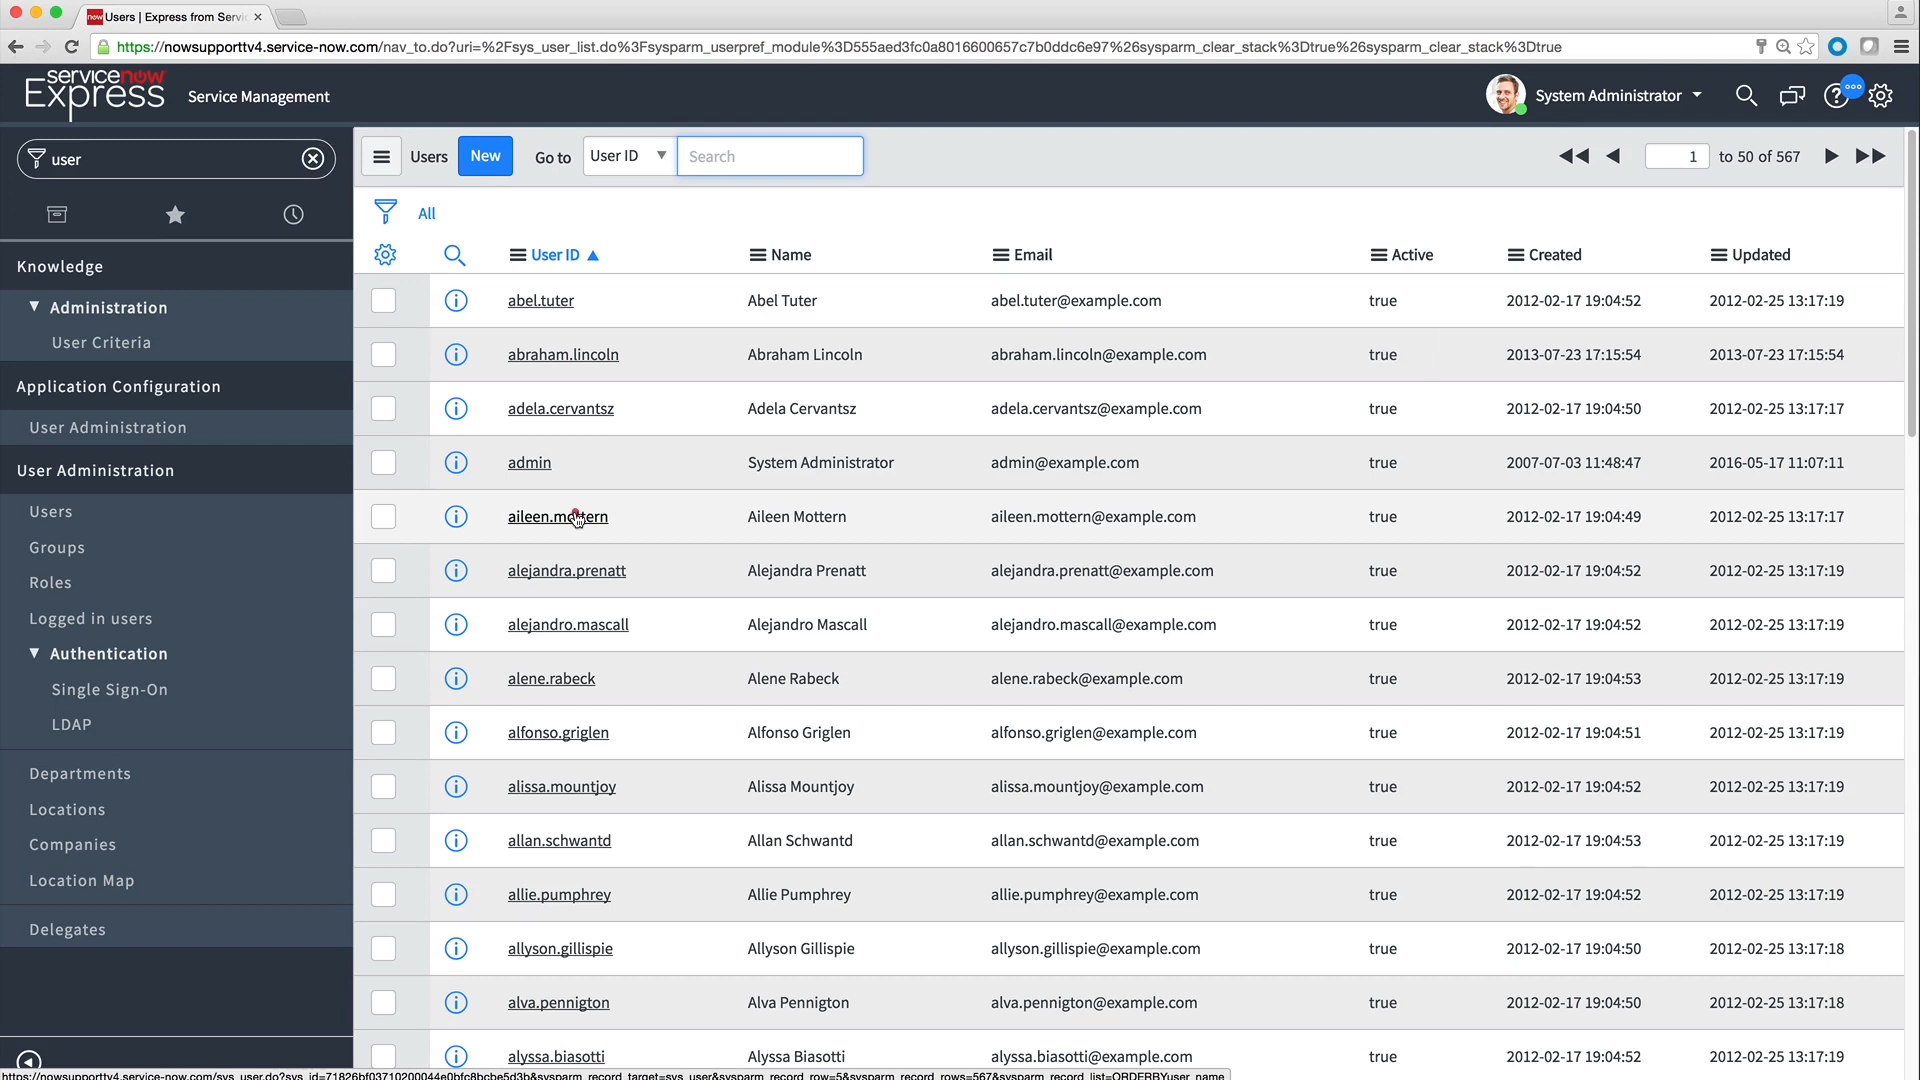 now Users | Express from Servi
https://nowsupporttv4.service-now.com/nav_to.do?uri=%2Fsys_user_list.do%3Fsysparm_userpref_module%3D555aed3fc0a8016600657c7b0ddc6e97%26sysparm_clear_stack%3Dtrue%26sysparm_clear_stack%3Dtrue
servicenow
Express
Service Management
System Administrator
user
Knowledge
Administration
User Criteria
Application Configuration
User Administration
User Administration
Users
Groups
Roles
Logged in users
Authentication
Single Sign-On
LDAP
Departments
Locations
Companies
Location Map
Delegates
Users New Go to User ID Search 1 to 50 of 567
All
User ID Name Email Active Created Updated
abel.tuter Abel Tuter abel.tuter@example.com true 2012-02-17 19:04:52 2012-02-25 13:17:19
abraham.lincoln Abraham Lincoln abraham.lincoln@example.com true 2013-07-23 17:15:54 2013-07-23 17:15:54
adela.cervantsz Adela Cervantsz adela.cervantsz@example.com true 2012-02-17 19:04:50 2012-02-25 13:17:17
admin System Administrator admin@example.com true 2007-07-03 11:48:47 2016-05-17 11:07:11
aileen.mottern Aileen Mottern aileen.mottern@example.com true 2012-02-17 19:04:49 2012-02-25 13:17:17
alejandra.prenatt Alejandra Prenatt alejandra.prenatt@example.com true 2012-02-17 19:04:52 2012-02-25 13:17:19
alejandro.mascall Alejandro Mascall alejandro.mascall@example.com true 2012-02-17 19:04:52 2012-02-25 13:17:19
alene.rabeck Alene Rabeck alene.rabeck@example.com true 2012-02-17 19:04:53 2012-02-25 13:17:19
alfonso.griglen Alfonso Griglen alfonso.griglen@example.com true 2012-02-17 19:04:51 2012-02-25 13:17:19
alissa.mountjoy Alissa Mountjoy alissa.mountjoy@example.com true 2012-02-17 19:04:52 2012-02-25 13:17:19
allan.schwantd Allan Schwantd allan.schwantd@example.com true 2012-02-17 19:04:53 2012-02-25 13:17:19
allie.pumphrey Allie Pumphrey allie.pumphrey@example.com true 2012-02-17 19:04:52 2012-02-25 13:17:19
allyson.gillispie Allyson Gillispie allyson.gillispie@example.com true 2012-02-17 19:04:50 2012-02-25 13:17:18
alva.pennigton Alva Pennigton alva.pennigton@example.com true 2012-02-17 19:04:50 2012-02-25 13:17:18
alyssa.biasotti Alyssa Biasotti alyssa.biasotti@example.com true 2012-02-17 19:04:52 2012-02-25 13:17:19